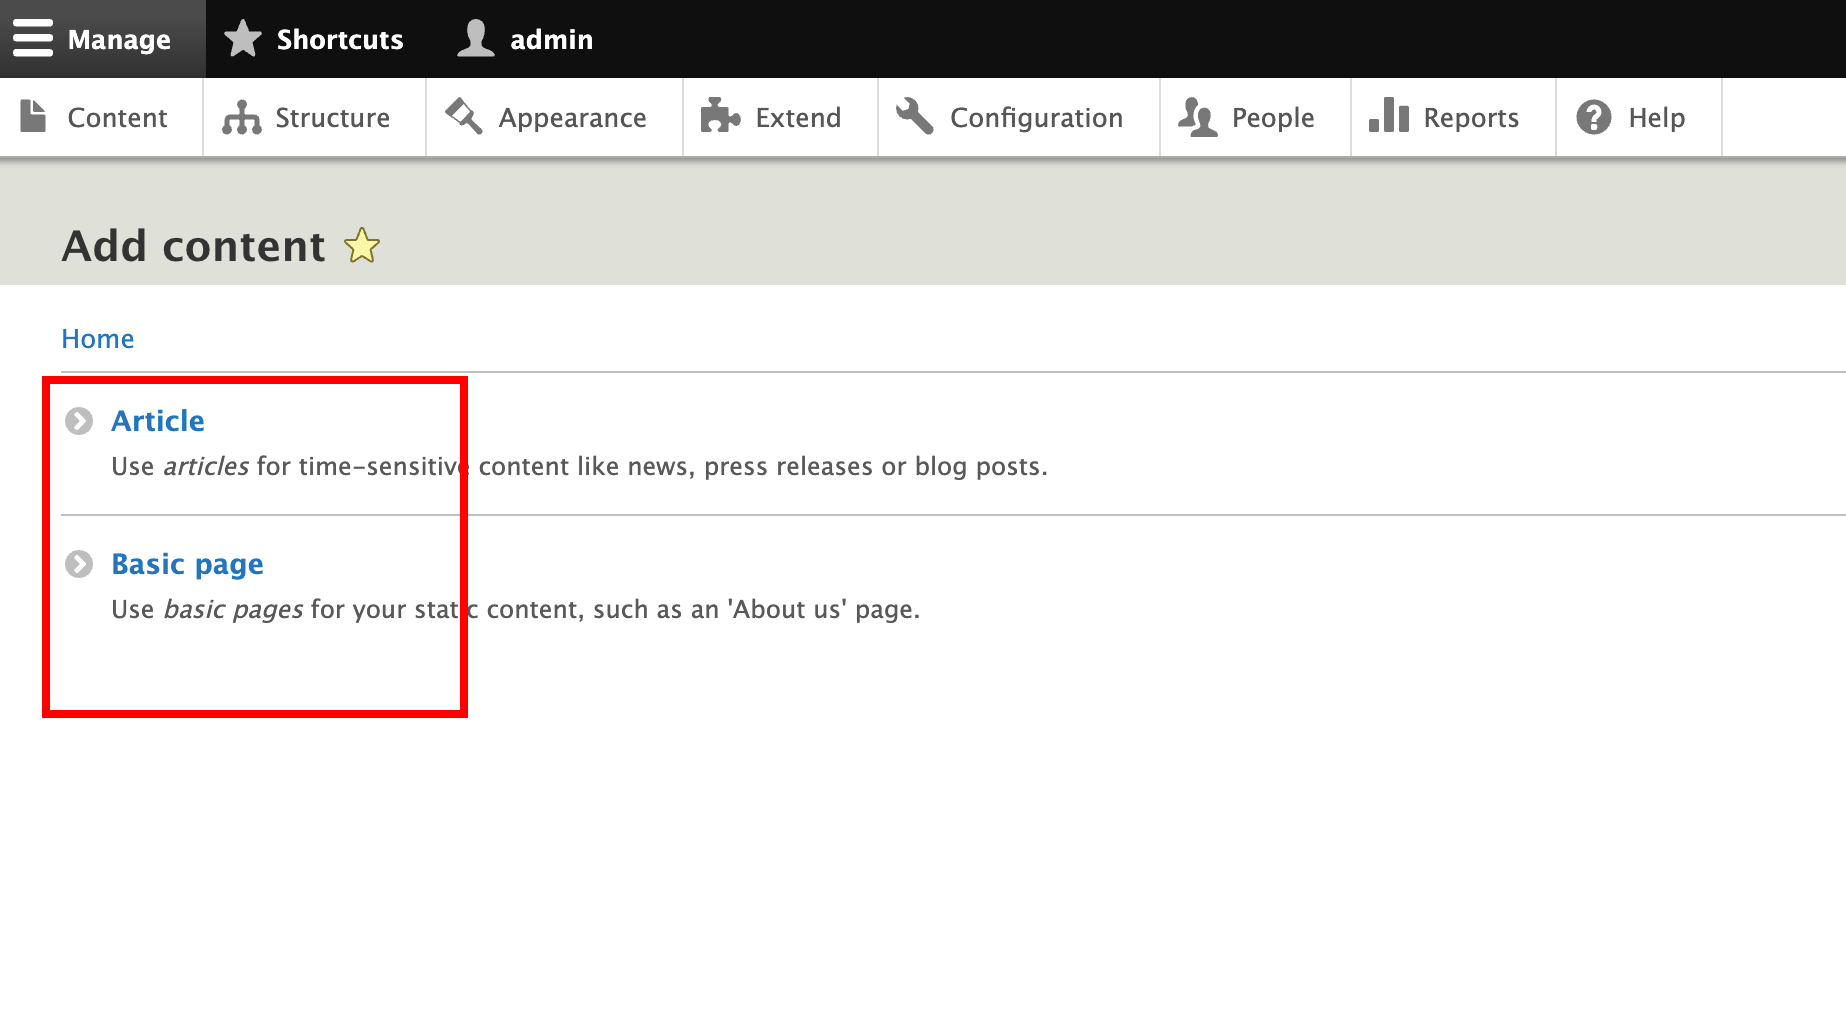 Manage Shortcuts admin
Content Structure Appearance Extend Configuration People Reports Help
Add content
Home
Article
Use articles for time-sensitive content like news, press releases or blog posts.
Basic page
Use basic pages for your static content, such as an 'About us' page.